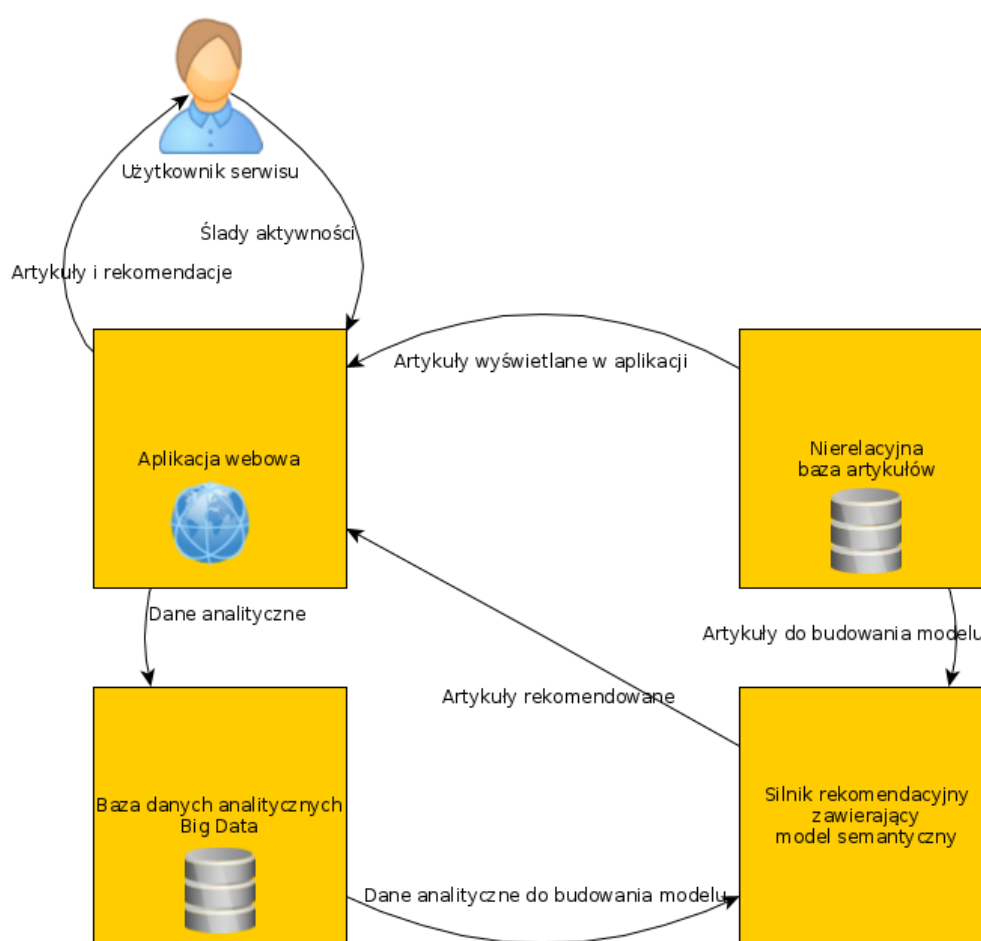 Użytkownik serwisu
Ślady aktywności
Artykuły i rekomendacje
Artykuły wyświetlane w aplikacji
Aplikacja webowa
Nierelacyjna
baza artykułów
Dane analityczne
Artykuły do budowania modelu
Artykuły rekomendowane
Baza danych analitycznych
Big Data
Silnik rekomendacyjny
zawierający
model semantyczny
Dane analityczne do budowania modelu